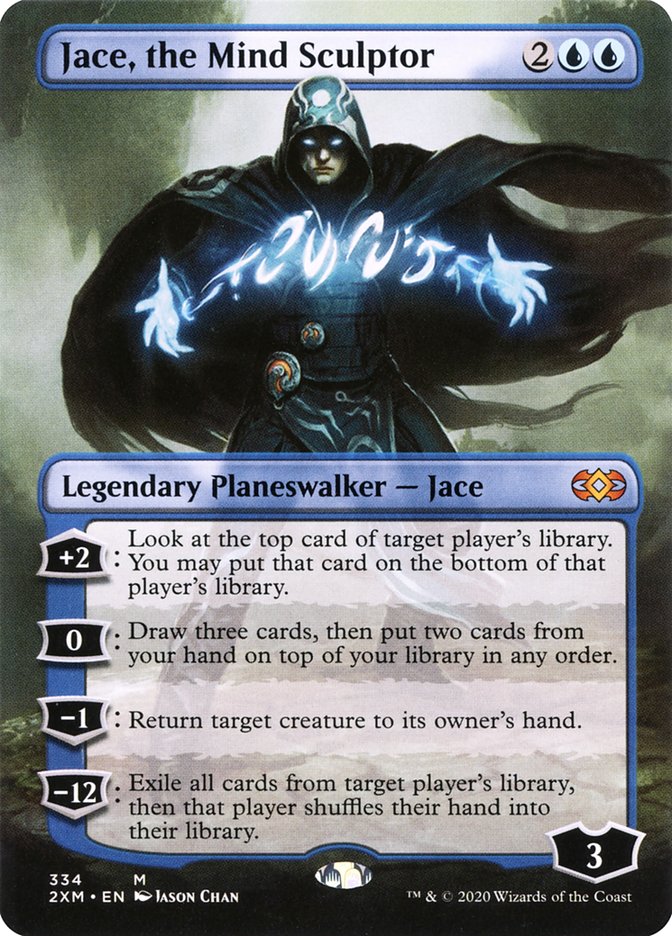 Jace, the Mind Sculptor 2
Legendary Planeswalker — Jace
+2: Look at the top card of target player's library.
You may put that card on the bottom of that
player's library.
0: Draw three cards, then put two cards from
your hand on top of your library in any order.
−1: Return target creature to its owner's hand.
−12: Exile all cards from target player's library,
then that player shuffles their hand into
their library.
3
334 M
2XM • EN Jason Chan
™ & © 2020 Wizards of the Coast